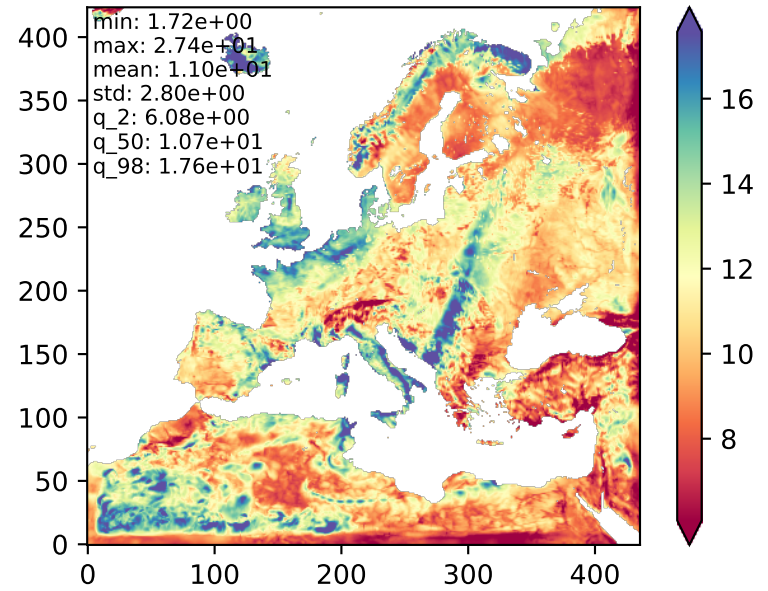 min: 1.72e+00
max: 2.74e+01
mean: 1.10e+01
std: 2.80e+00
q_2: 6.08e+00
q_50: 1.07e+01
q_98: 1.76e+01
400
350
300
250
200
150
100
50
0
0 100 200 300 400
16
14
12
10
8